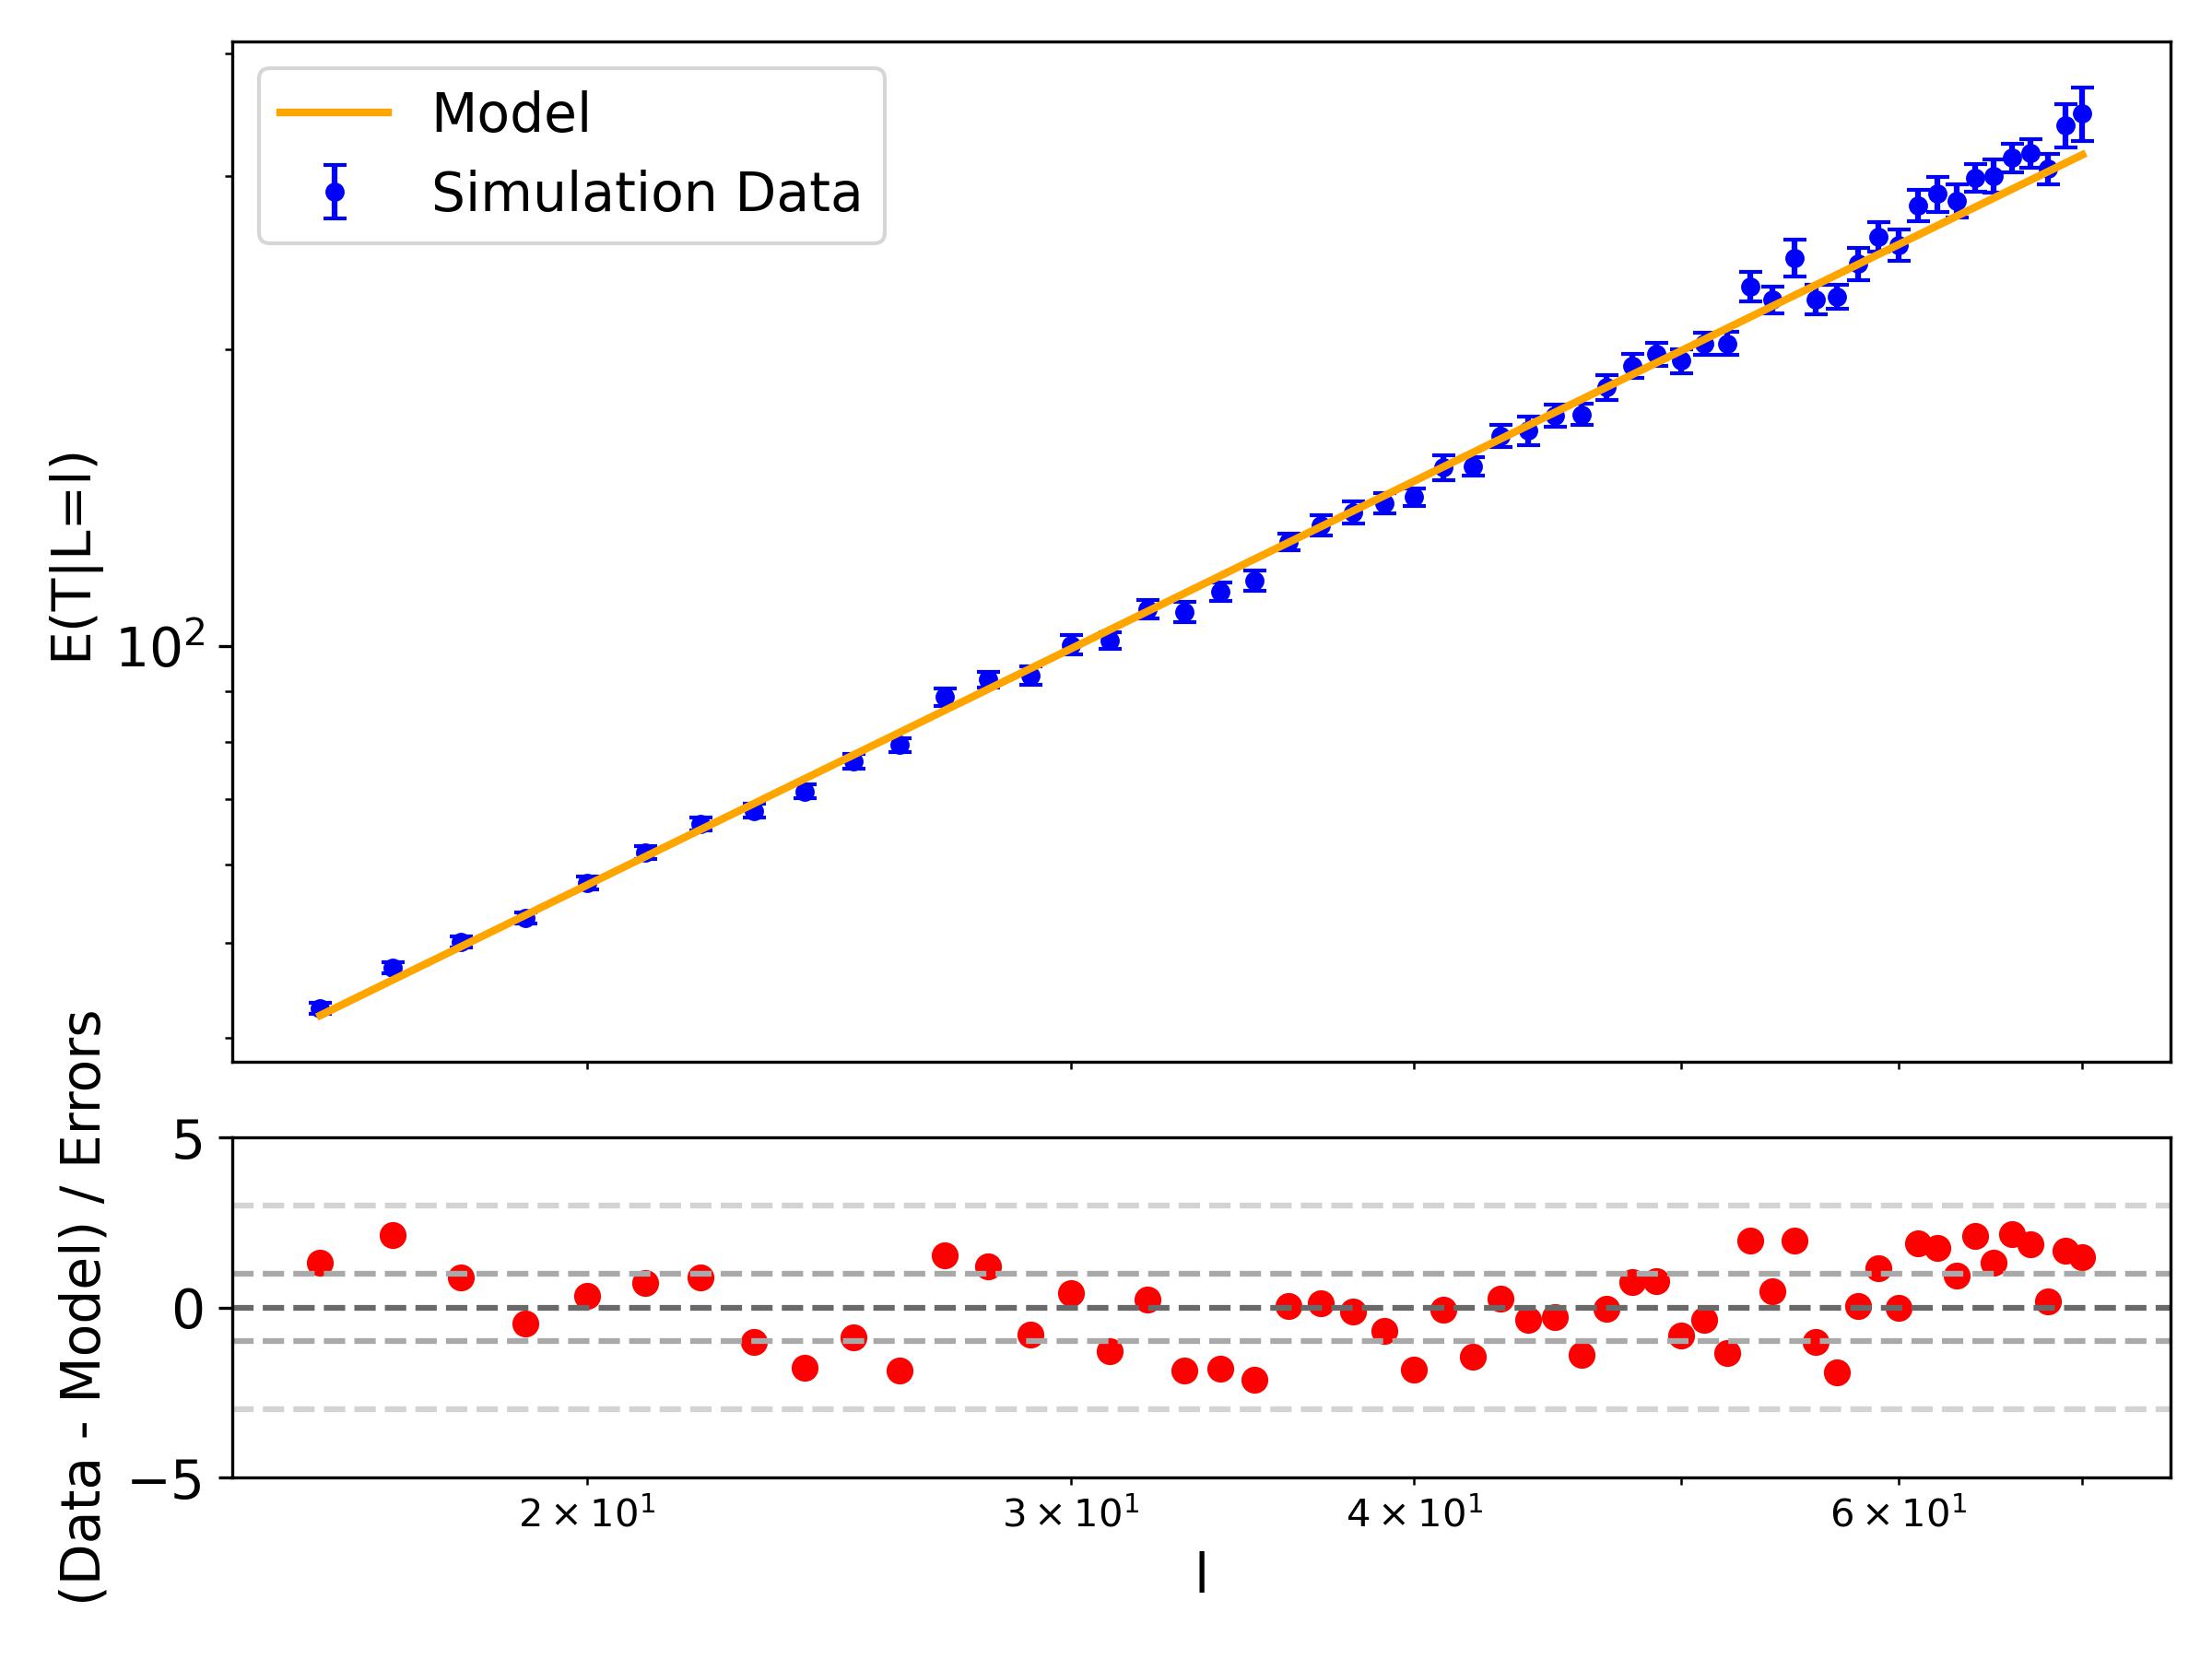 Model
Simulation Data
E(T|L=l)
10²
(Data - Model) / Errors
5
0
−5
2 × 10¹
3 × 10¹
4 × 10¹
6 × 10¹
l